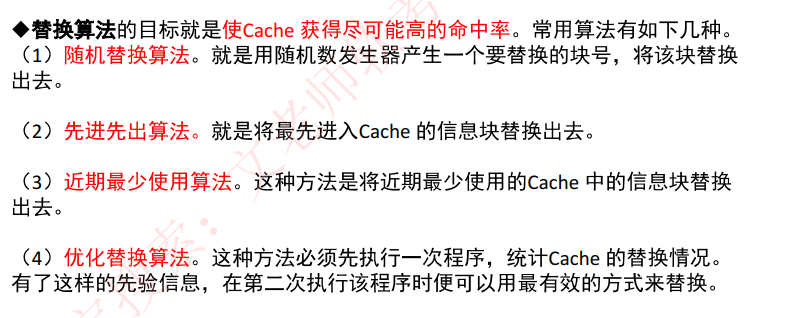 ◆替换算法的目标就是使Cache 获得尽可能高的命中率。常用算法有如下几种。
（1）随机替换算法。就是用随机数发生器产生一个要替换的块号，将该块替换
出去。
（2）先进先出算法。就是将最先进入Cache 的信息块替换出去。
（3）近期最少使用算法。这种方法是将近期最少使用的Cache 中的信息块替换
出去。
（4）优化替换算法。这种方法必须先执行一次程序，统计Cache 的替换情况。
有了这样的先验信息，在第二次执行该程序时便可以用最有效的方式来替换。
搜索：文老师软考